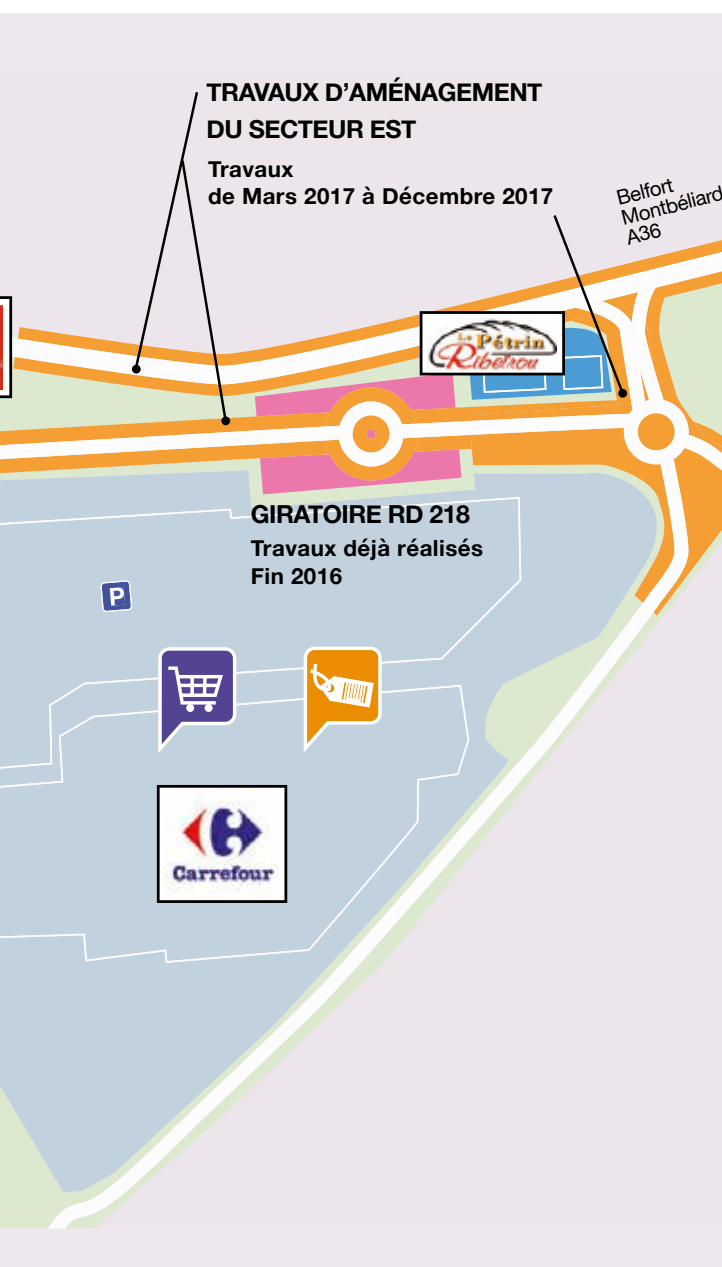 TRAVAUX D'AMÉNAGEMENT
DU SECTEUR EST
Travaux
de Mars 2017 à Décembre 2017
Belfort
Montbéliard
A36
Le Pétrin
Ribeïrou
GIRATOIRE RD 218
Travaux déjà réalisés
Fin 2016
P
Carrefour